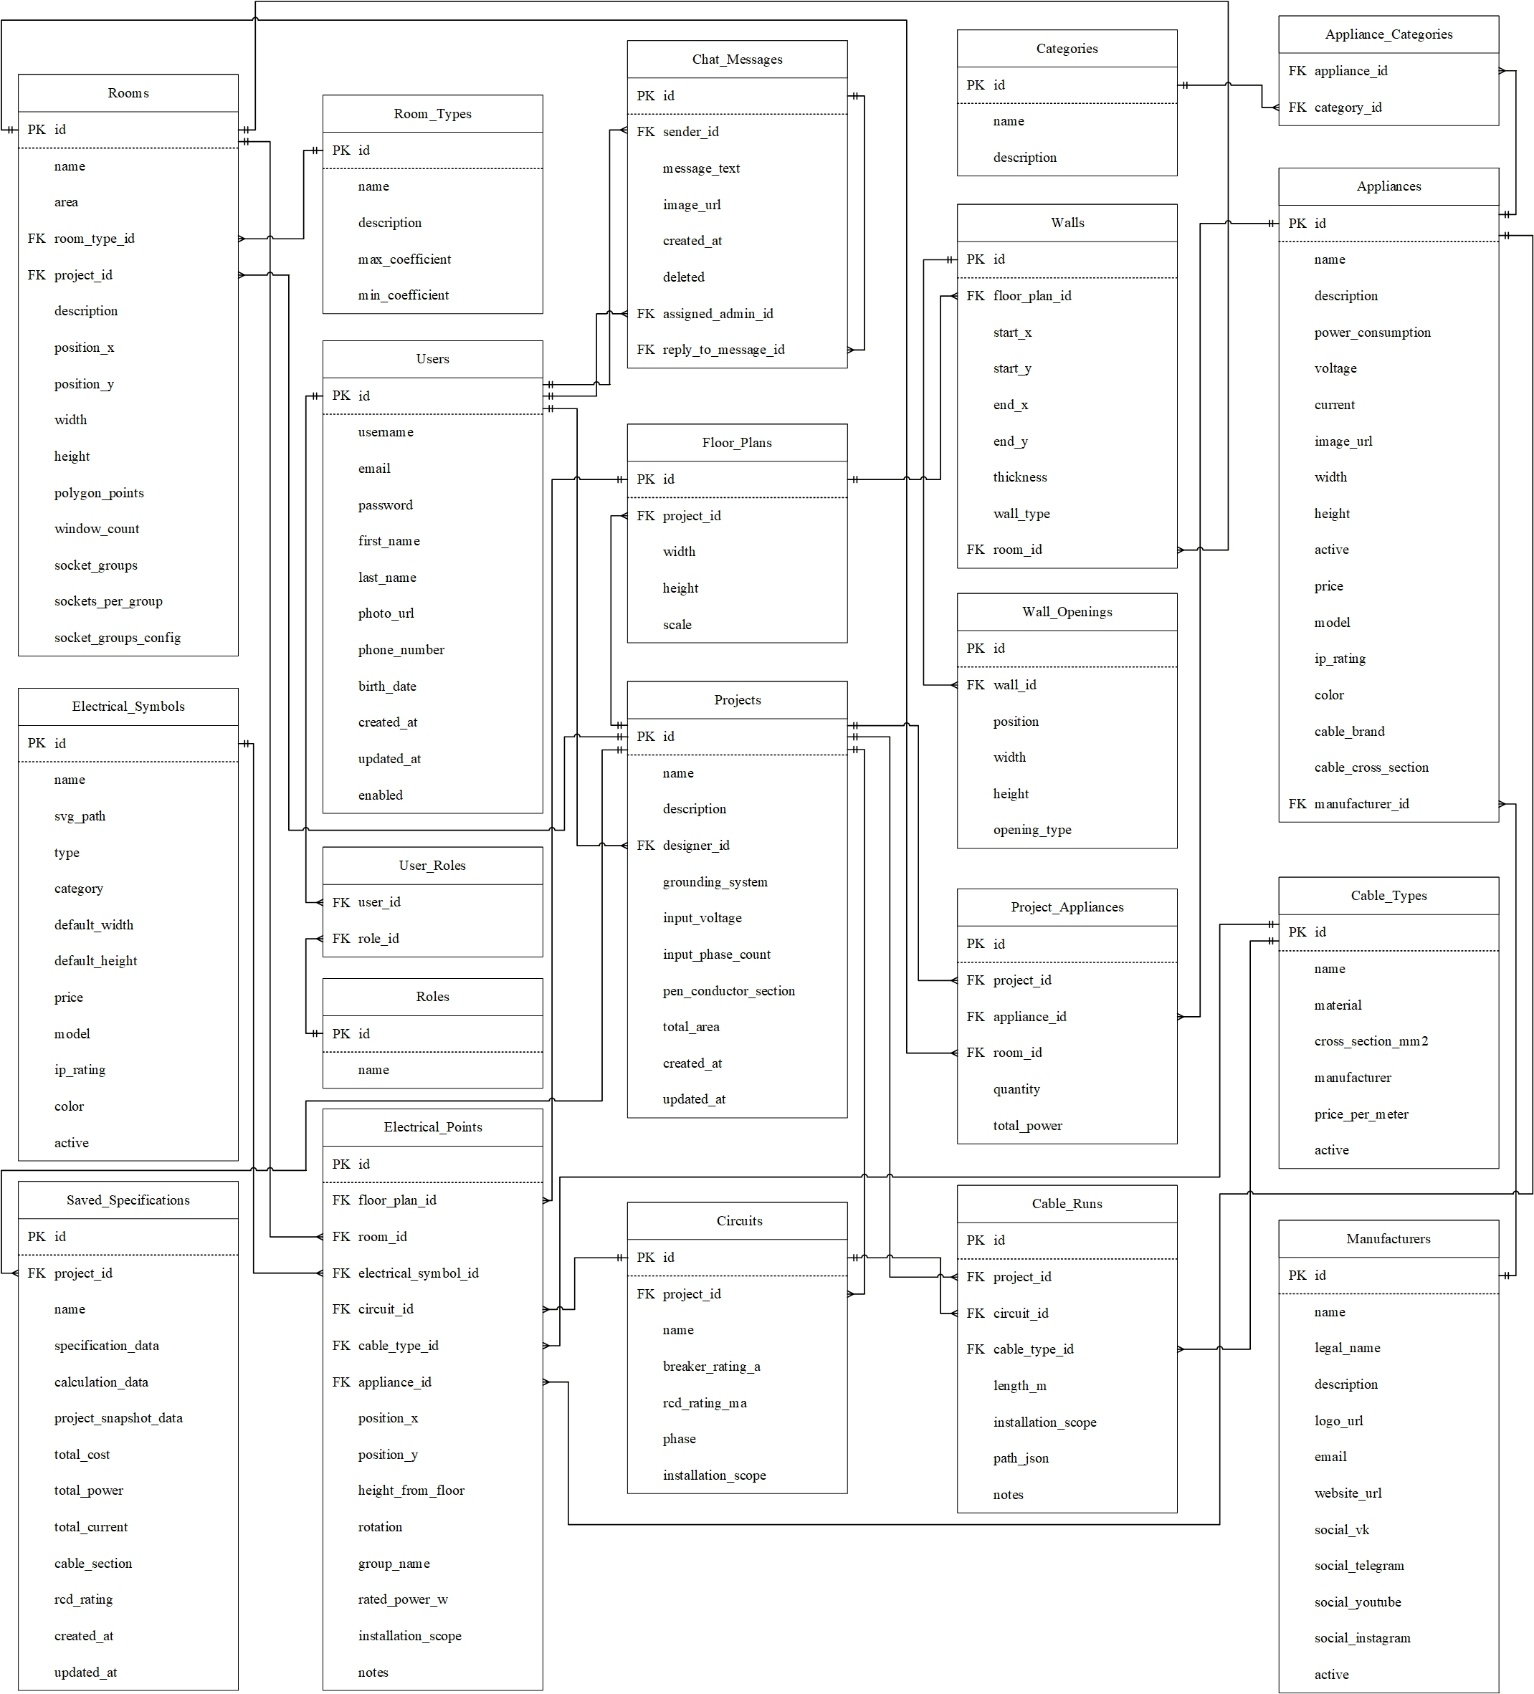 Rooms
PK id
name
area
FK room_type_id
FK project_id
description
position_x
position_y
width
height
polygon_points
window_count
socket_groups
sockets_per_group
socket_groups_config
Electrical_Symbols
PK id
name
svg_path
type
category
default_width
default_height
price
model
ip_rating
color
active
Saved_Specifications
PK id
FK project_id
name
specification_data
calculation_data
project_snapshot_data
total_cost
total_power
total_current
cable_section
rcd_rating
created_at
updated_at
Room_Types
PK id
name
description
max_coefficient
min_coefficient
Users
PK id
username
email
password
first_name
last_name
photo_url
phone_number
birth_date
created_at
updated_at
enabled
User_Roles
FK user_id
FK role_id
Roles
PK id
name
Electrical_Points
PK id
FK floor_plan_id
FK room_id
FK electrical_symbol_id
FK circuit_id
FK cable_type_id
FK appliance_id
position_x
position_y
height_from_floor
rotation
group_name
rated_power_w
installation_scope
notes
Chat_Messages
PK id
FK sender_id
message_text
image_url
created_at
deleted
FK assigned_admin_id
FK reply_to_message_id
Floor_Plans
PK id
FK project_id
width
height
scale
Projects
PK id
name
description
FK designer_id
grounding_system
input_voltage
input_phase_count
pen_conductor_section
total_area
created_at
updated_at
Circuits
PK id
FK project_id
name
breaker_rating_a
rcd_rating_ma
phase
installation_scope
Categories
PK id
name
description
Walls
PK id
FK floor_plan_id
start_x
start_y
end_x
end_y
thickness
wall_type
FK room_id
Wall_Openings
PK id
FK wall_id
position
width
height
opening_type
Project_Appliances
PK id
FK project_id
FK appliance_id
FK room_id
quantity
total_power
Cable_Runs
PK id
FK project_id
FK circuit_id
FK cable_type_id
length_m
installation_scope
path_json
notes
Appliance_Categories
FK appliance_id
FK category_id
Appliances
PK id
name
description
power_consumption
voltage
current
image_url
width
height
active
price
model
ip_rating
color
cable_brand
cable_cross_section
FK manufacturer_id
Cable_Types
PK id
name
material
cross_section_mm2
manufacturer
price_per_meter
active
Manufacturers
PK id
name
legal_name
description
logo_url
email
website_url
social_vk
social_telegram
social_youtube
social_instagram
active